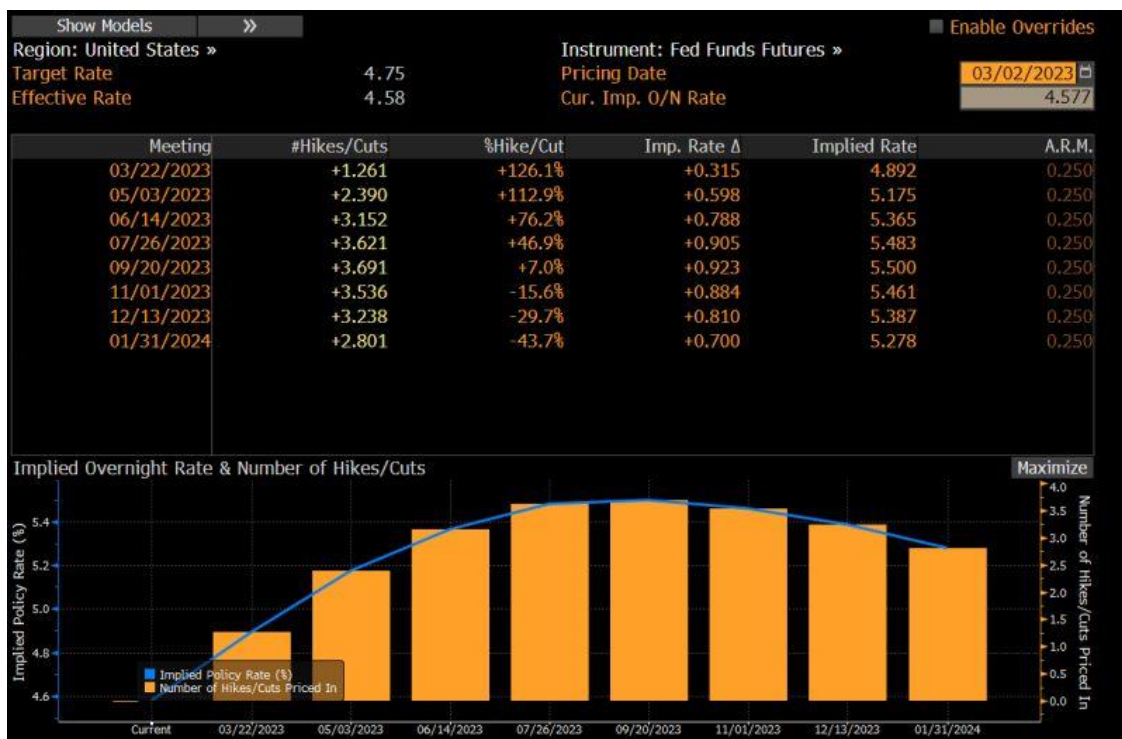 Show Models »
Enable Overrides
Region: United States » Instrument: Fed Funds Futures »
Target Rate 4.75 Pricing Date 03/02/2023
Effective Rate 4.58 Cur. Imp. O/N Rate 4.577
Meeting #Hikes/Cuts %Hike/Cut Imp. Rate Δ Implied Rate A.R.M.
03/22/2023 +1.261 +126.1% +0.315 4.892 0.250
05/03/2023 +2.390 +112.9% +0.598 5.175 0.250
06/14/2023 +3.152 +76.2% +0.788 5.365 0.250
07/26/2023 +3.621 +46.9% +0.905 5.483 0.250
09/20/2023 +3.691 +7.0% +0.923 5.500 0.250
11/01/2023 +3.536 -15.6% +0.884 5.461 0.250
12/13/2023 +3.238 -29.7% +0.810 5.387 0.250
01/31/2024 +2.801 -43.7% +0.700 5.278 0.250
Implied Overnight Rate & Number of Hikes/Cuts Maximize
Implied Policy Rate (%)
5.4
5.2
5.0
4.8
4.6
Implied Policy Rate (%)
Number of Hikes/Cuts Priced In
4.0
3.5
3.0
2.5
2.0
1.5
1.0
0.5
0.0
Number of Hikes/Cuts Priced In
Current 03/22/2023 05/03/2023 06/14/2023 07/26/2023 09/20/2023 11/01/2023 12/13/2023 01/31/2024